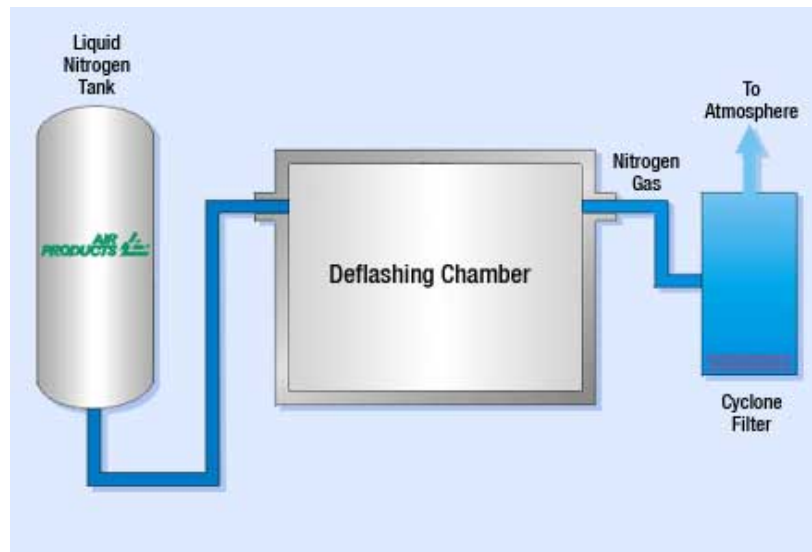 Liquid
Nitrogen
Tank
To
Atmosphere
Nitrogen
Gas
AIR
PRODUCTS
Deflashing Chamber
Cyclone
Filter